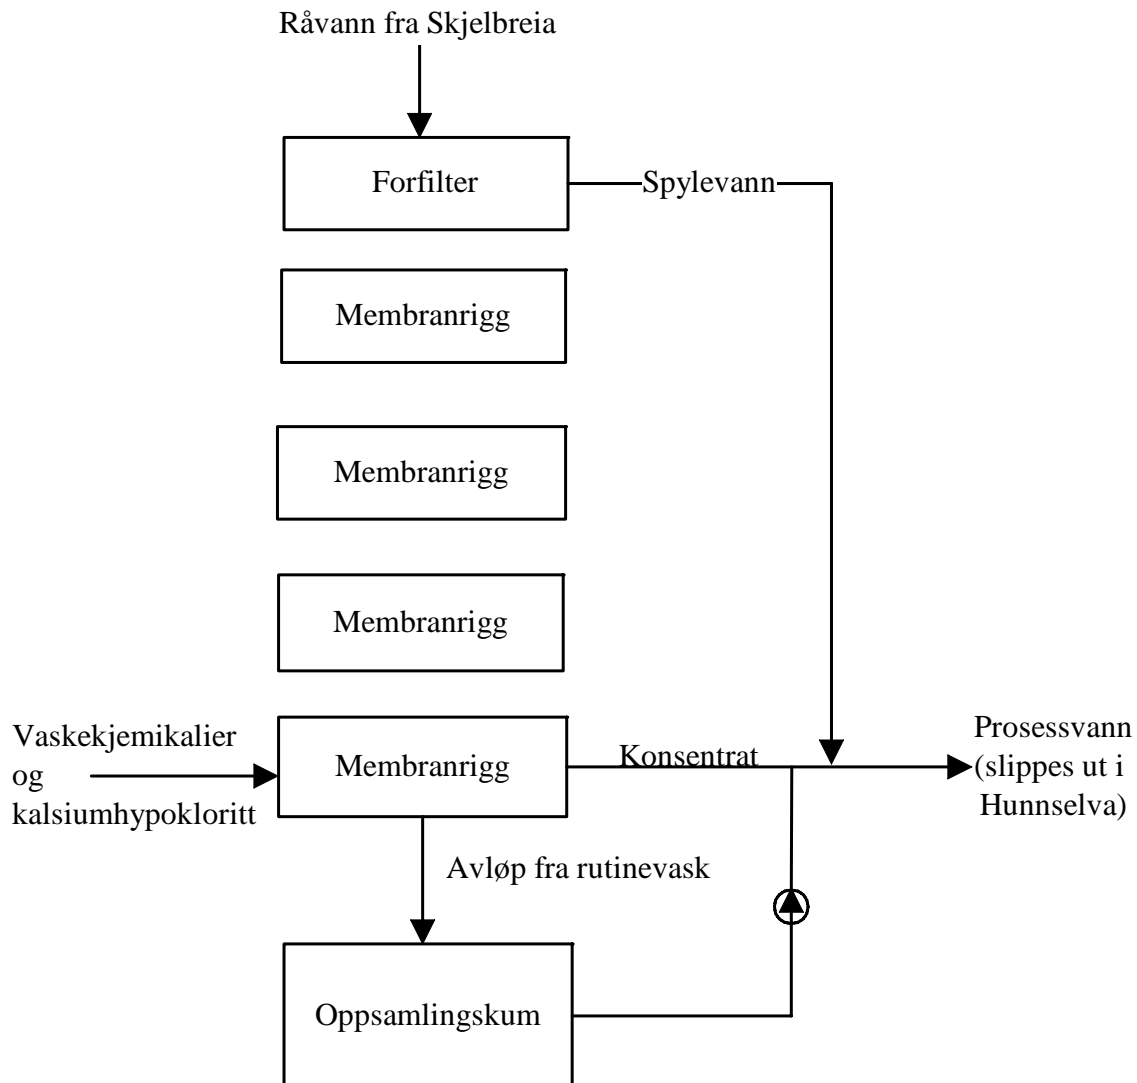 Råvann fra Skjelbreia
Forfilter
Spylevann
Membranrigg
Membranrigg
Membranrigg
Vaskekjemikalier
og
kalsiumhypokloritt
Membranrigg
Konsentrat
Prosessvann
(slippes ut i
Hunnselva)
Avløp fra rutinevask
Oppsamlingskum